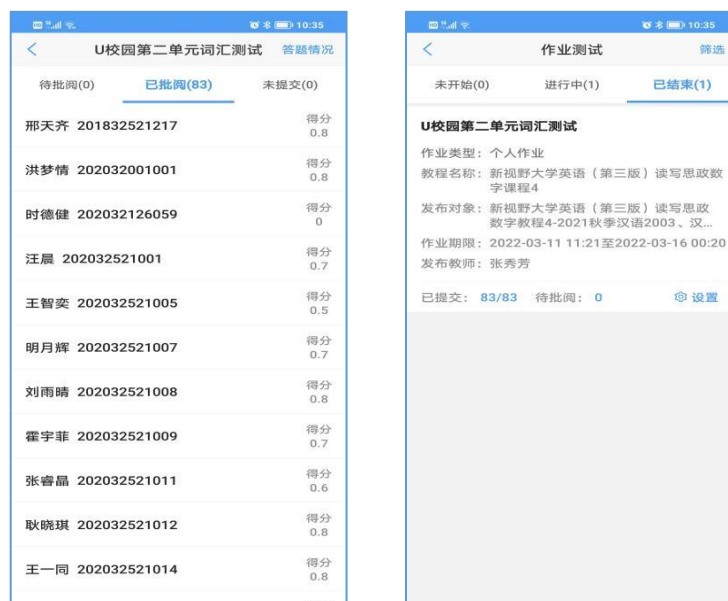 10:35
U校园第二单元词汇测试 答题情况
待批阅(0) 已批阅(83) 未提交(0)
邢天齐 201832521217 得分 0.8
洪梦情 202032001001 得分 0.8
时德健 202032126059 得分 0
汪晨 202032521001 得分 0.7
王智奕 202032521005 得分 0.5
明月辉 202032521007 得分 0.7
刘雨晴 202032521008 得分 0.8
霍宇菲 202032521009 得分 0.7
张睿晶 202032521011 得分 0.6
耿晓琪 202032521012 得分 0.8
王一同 202032521014 得分 0.8
10:35
作业测试 筛选
未开始(0) 进行中(1) 已结束(1)
U校园第二单元词汇测试
作业类型: 个人作业
教程名称: 新视野大学英语（第三版）读写思政数
字课程4
发布对象: 新视野大学英语（第三版）读写思政
数字教程4-2021秋季汉语2003、汉...
作业期限: 2022-03-11 11:21至2022-03-16 00:20
发布教师: 张秀芳
已提交: 83/83 待批阅: 0 设置